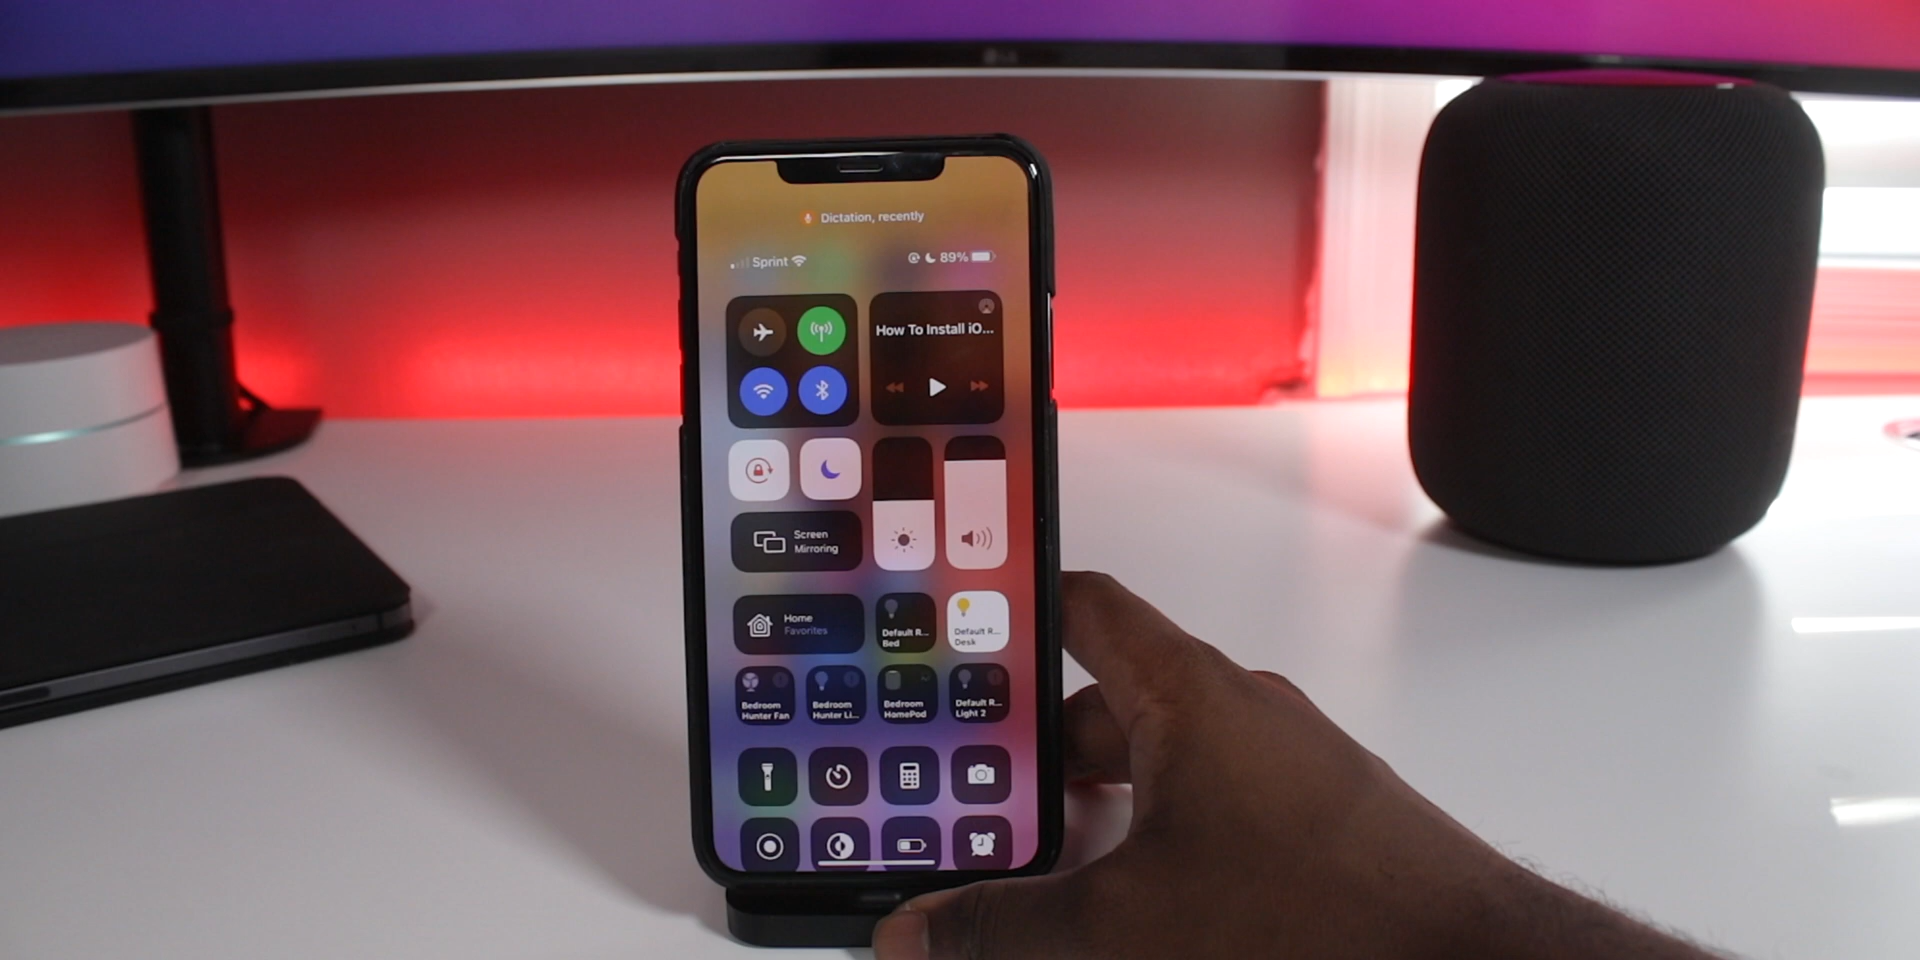 LG
Dictation, recently
Sprint
89%
How To Install iO...
Screen
Mirroring
Home
Favorites
Default R...
Bed
Default R...
Desk
Bedroom
Hunter Fan
Bedroom
Hunter Li...
Bedroom
HomePod
Default R...
Light 2